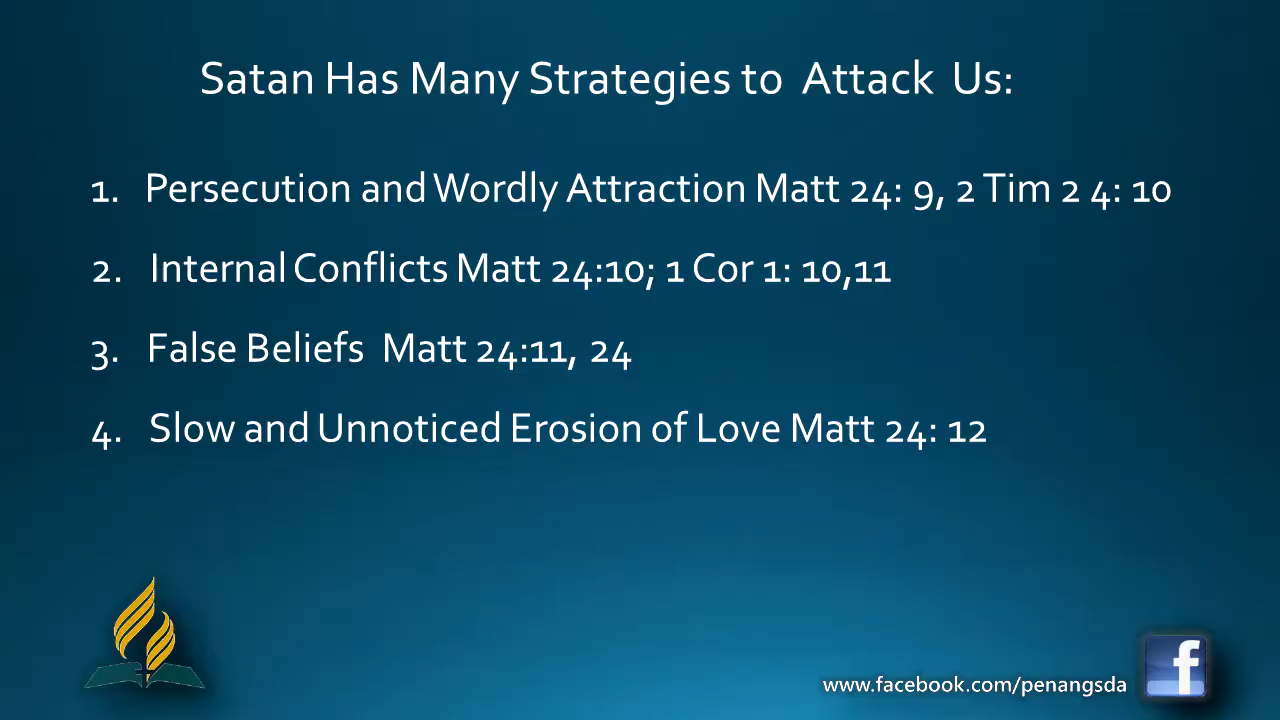 Satan Has Many Strategies to Attack Us:
1. Persecution and Wordly Attraction Matt 24: 9, 2 Tim 2 4: 10
2. Internal Conflicts Matt 24:10; 1 Cor 1: 10,11
3. False Beliefs Matt 24:11, 24
4. Slow and Unnoticed Erosion of Love Matt 24: 12
www.facebook.com/penangsda
f